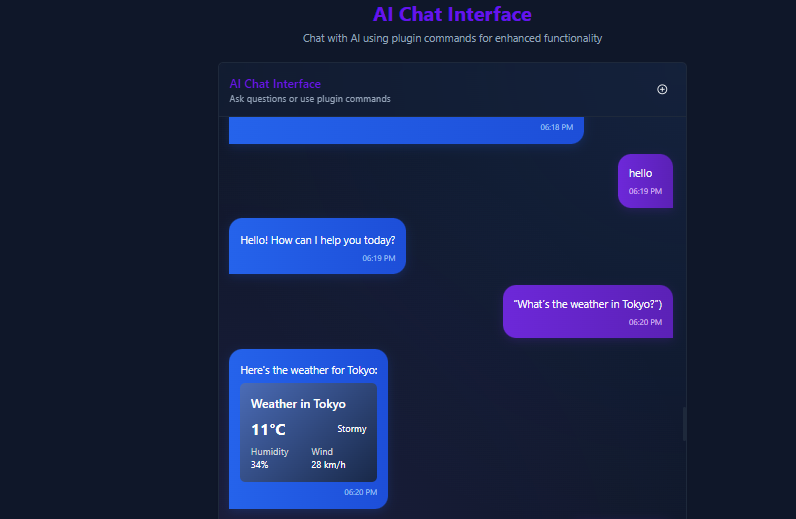 AI Chat Interface
Chat with AI using plugin commands for enhanced functionality
AI Chat Interface
Ask questions or use plugin commands
06:18 PM
hello
06:19 PM
Hello! How can I help you today?
06:19 PM
"What's the weather in Tokyo?")
06:20 PM
Here's the weather for Tokyo:
Weather in Tokyo
11°C Stormy
Humidity Wind
34% 28 km/h
06:20 PM